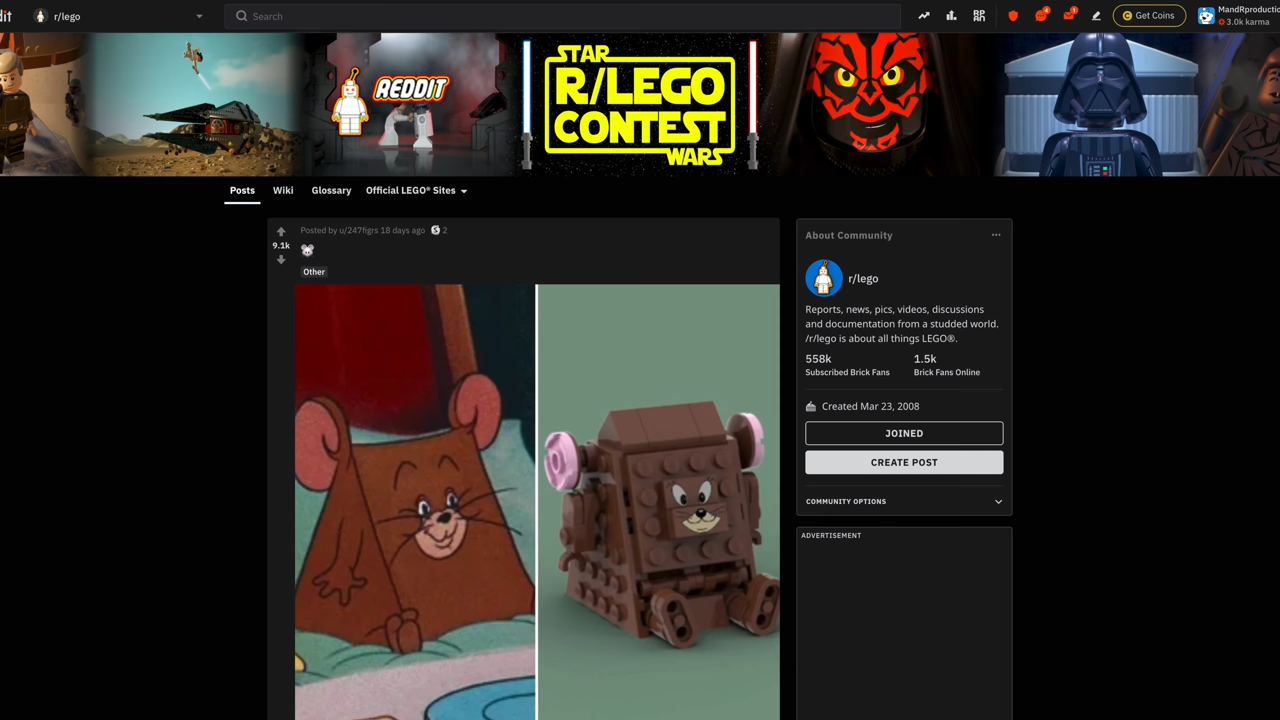 dit
r/lego
Search
4
1
Get Coins
MandRproductio
3.0k karma
REDDIT
STAR
R/LEGO
CONTEST
WARS
Posts
Wiki
Glossary
Official LEGO® Sites
Posted by u/247figrs 18 days ago
S 2
9.1k
Other
About Community
r/lego
Reports, news, pics, videos, discussions
and documentation from a studded world.
/r/lego is about all things LEGO®.
558k
1.5k
Subscribed Brick Fans
Brick Fans Online
Created Mar 23, 2008
JOINED
CREATE POST
COMMUNITY OPTIONS
ADVERTISEMENT